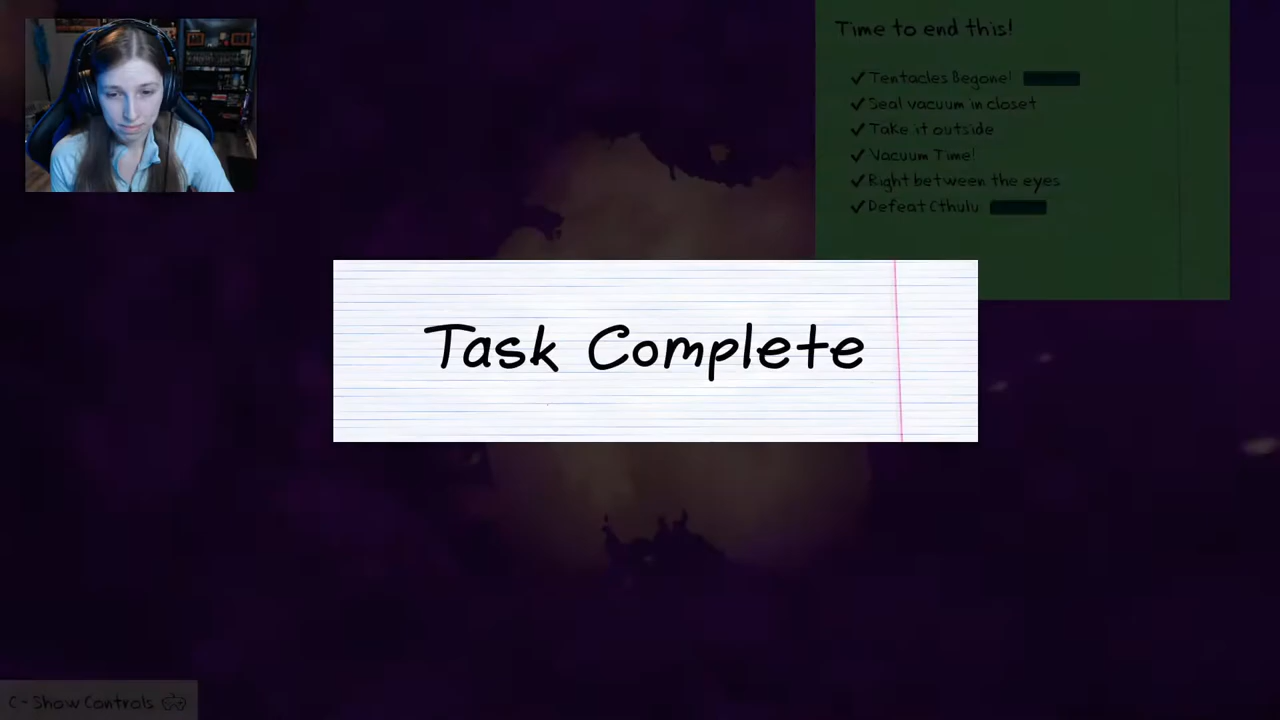 Time to end this!
✓ Tentacles Begone!
✓ Seal vacuum in closet
✓ Take it outside
✓ Vacuum Time!
✓ Right between the eyes
✓ Defeat Cthulu
Task Complete
C - Show Controls